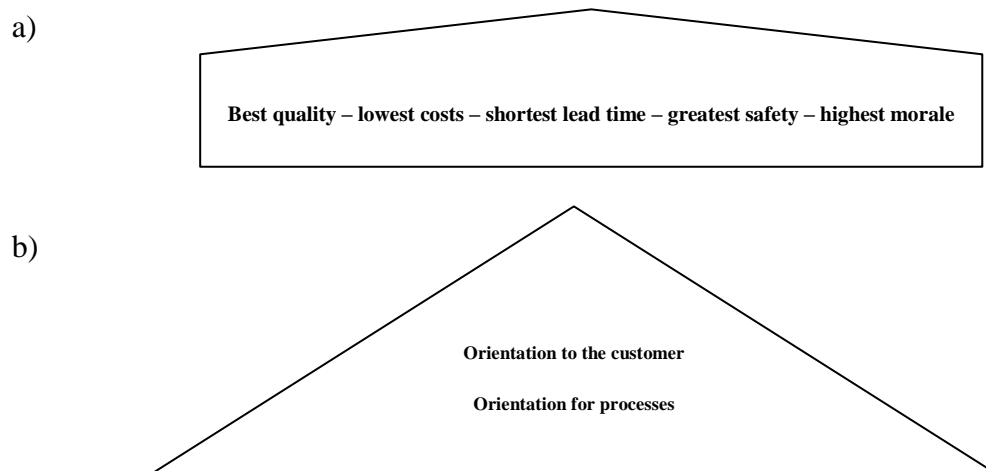 a)
Best quality – lowest costs – shortest lead time – greatest safety – highest morale
b)
Orientation to the customer
Orientation for processes